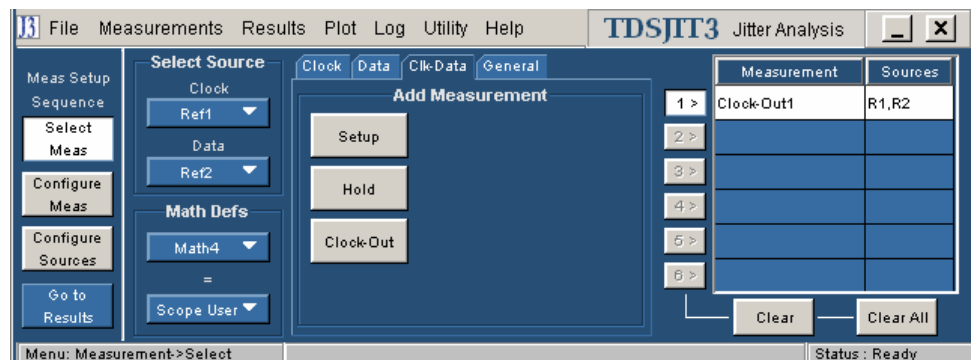 J3 File Measurements Results Plot Log Utility Help TDSJIT3 Jitter Analysis
Meas Setup
Sequence
Select
Meas
Configure
Meas
Configure
Sources
Go to
Results
Select Source
Clock
Ref1
Data
Ref2
Math Defs
Math4
=
Scope User
Clock Data Clk-Data General
Add Measurement
Setup
Hold
Clock-Out
1 >
2 >
3 >
4 >
5 >
6 >
Measurement Sources
Clock-Out1 R1,R2
Clear Clear All
Menu: Measurement->Select Status : Ready